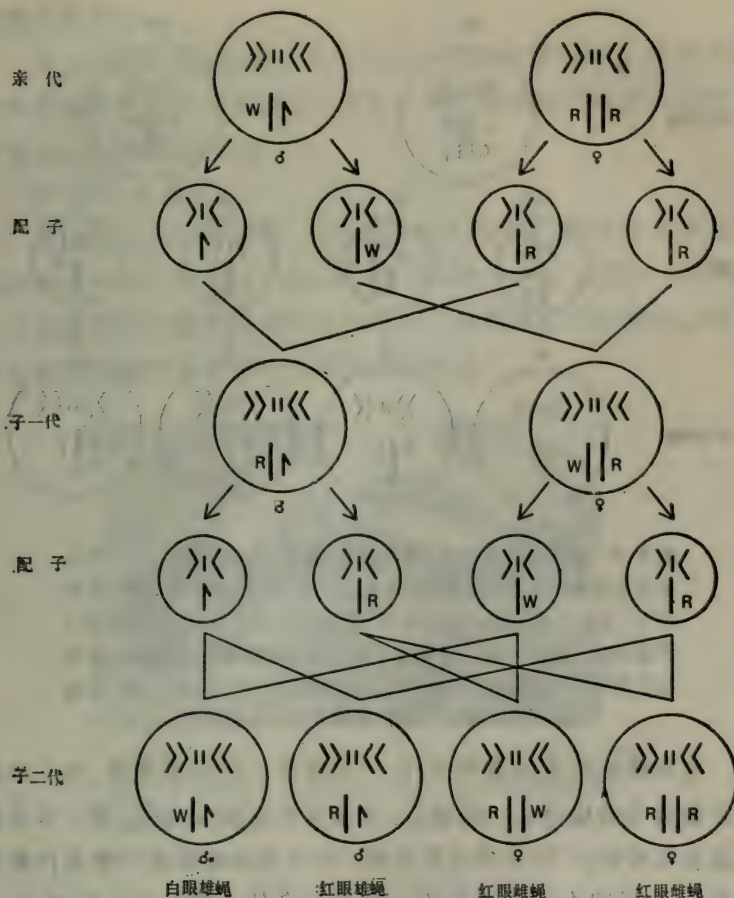 亲代
W R R
♂ ♀
配子
W R R
子一代
R W R
♂ ♀
配子
R W R
子二代
W R R W R R
♂ ♂ ♀ ♀
白眼雄蝇 红眼雄蝇 红眼雌蝇 红眼雌蝇